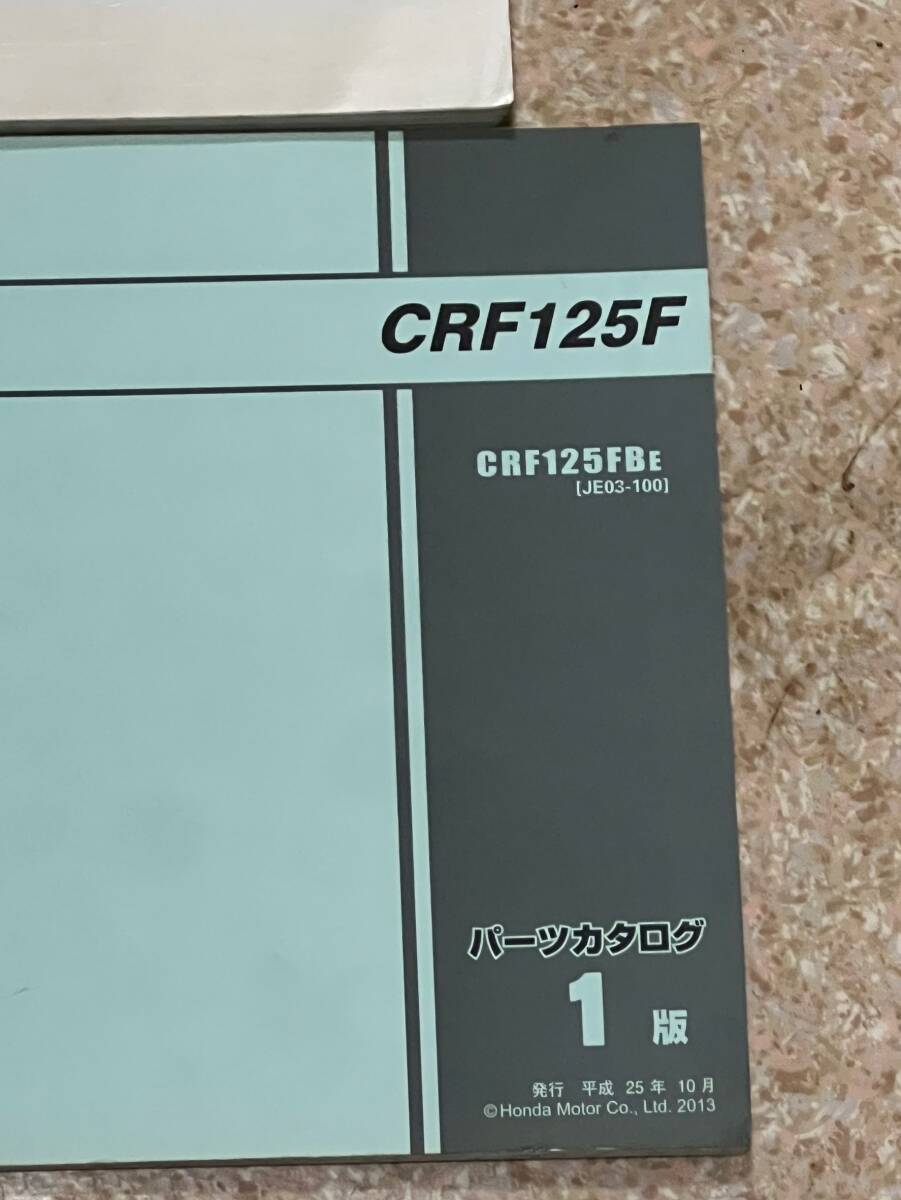 CRF125F
CRF125FBE
[JE03-100]
パーツカタログ
1 版
発行 平成 25 年 10 月
©Honda Motor Co., Ltd. 2013